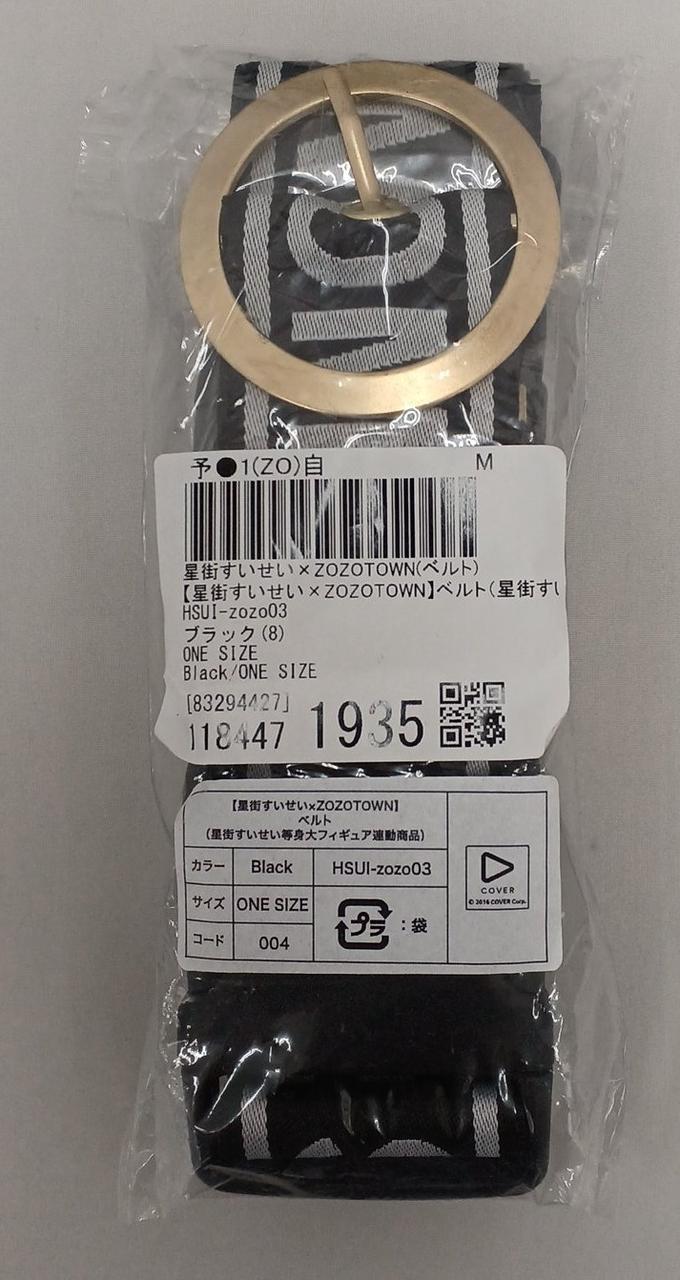 予●1(ZO)自 M
星街すいせい×ZOZOTOWN(ベルト)
【星街すいせい×ZOZOTOWN】ベルト(星街すい
HSUI-zozo03
ブラック(8)
ONE SIZE
Black/ONE SIZE
[83294427]
118447 1935
【星街すいせい×ZOZOTOWN】
ベルト
(星街すいせい等身大フィギュア連動商品)
カラー Black HSUI-zozo03
サイズ ONE SIZE
プラ :袋
コード 004
COVER
© 2016 COVER Corp.